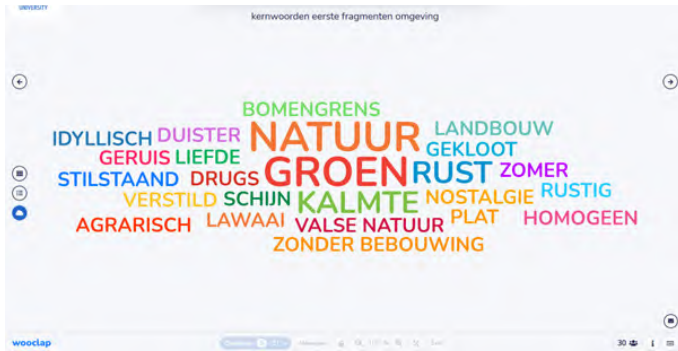 UNIVERSITY
kernwoorden eerste fragmenten omgeving
BOMENGRENS
IDYLLISCH DUISTER NATUUR LANDBOUW
GERUIS LIEFDE GEKLOOT
STILSTAAND DRUGS GROEN RUST ZOMER
VERSTILD SCHIJN KALMTE NOSTALGIE RUSTIG
AGRARISCH LAWAAI VALSE NATUUR PLAT HOMOGEEN
ZONDER BEBOUWING
wooclap
30